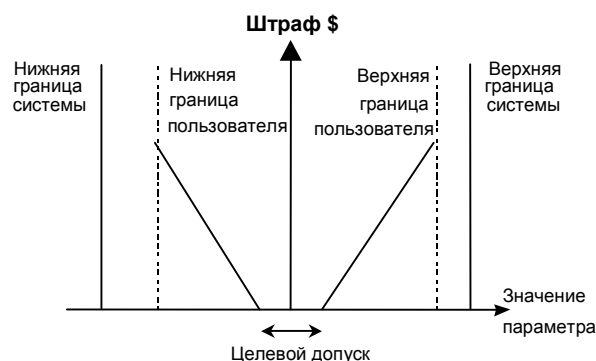 Штраф $
Нижняя
граница
системы
Нижняя
граница
пользователя
Верхняя
граница
пользователя
Верхняя
граница
системы
Значение
параметра
Целевой допуск